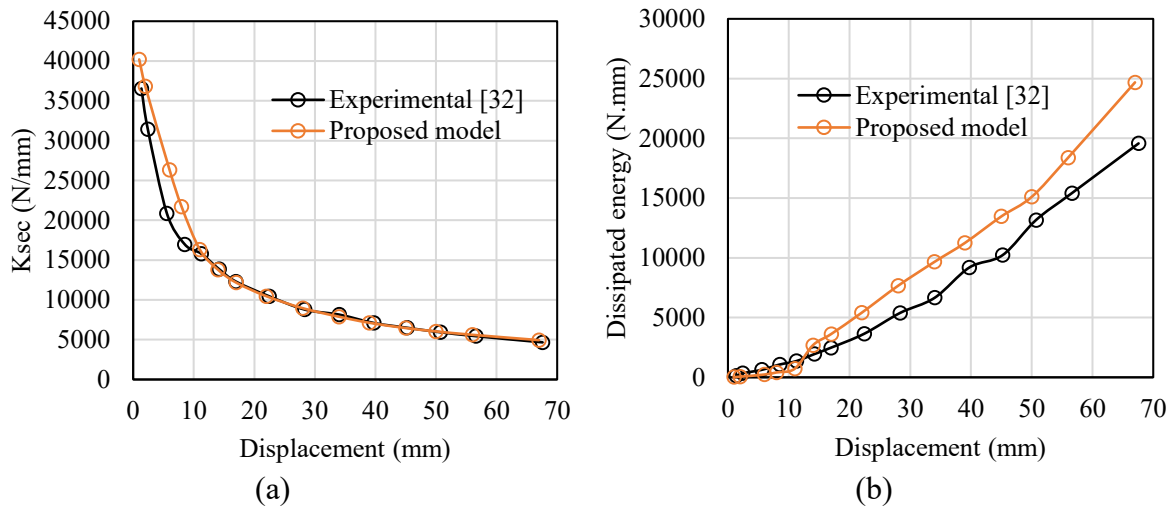 45000
40000
35000
30000
25000
20000
15000
10000
5000
0
Ksec (N/mm)
Experimental [32]
Proposed model
0 10 20 30 40 50 60 70
Displacement (mm)
(a)
30000
25000
20000
15000
10000
5000
0
Dissipated energy (N.mm)
Experimental [32]
Proposed model
0 10 20 30 40 50 60 70
Displacement (mm)
(b)